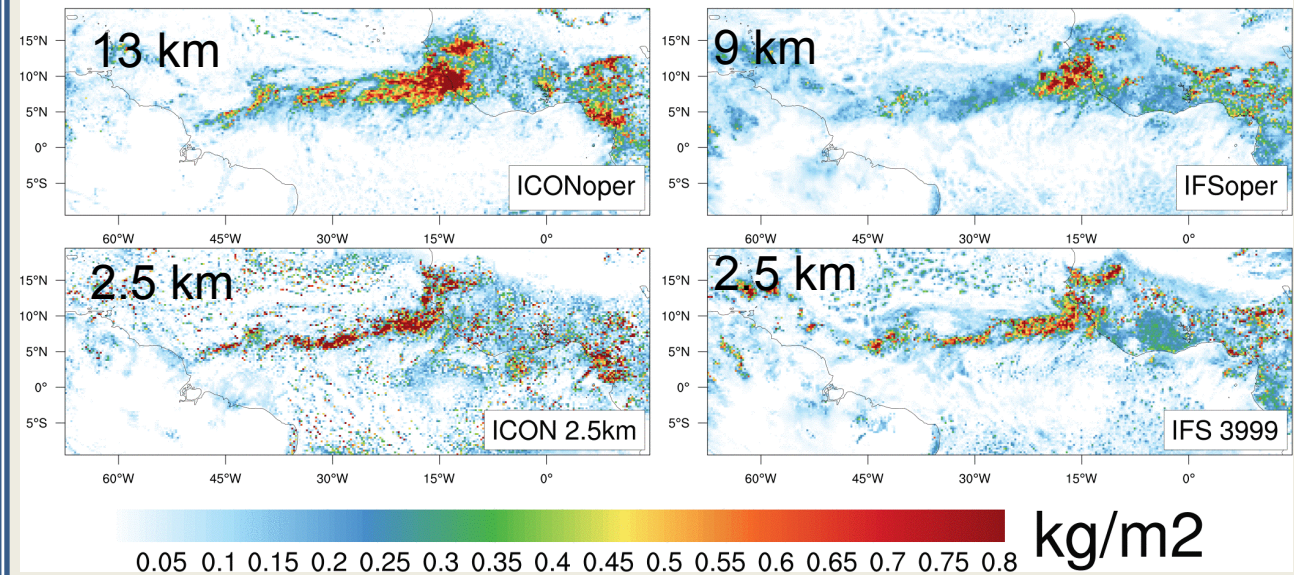 13 km
15°N
10°N
5°N
0°
5°S
ICONoper
60°W 45°W 30°W 15°W 0°
9 km
15°N
10°N
5°N
0°
5°S
IFSoper
60°W 45°W 30°W 15°W 0°
2.5 km
15°N
10°N
5°N
0°
5°S
ICON 2.5km
60°W 45°W 30°W 15°W 0°
2.5 km
15°N
10°N
5°N
0°
5°S
IFS 3999
60°W 45°W 30°W 15°W 0°
0.05 0.1 0.15 0.2 0.25 0.3 0.35 0.4 0.45 0.5 0.55 0.6 0.65 0.7 0.75 0.8
kg/m2